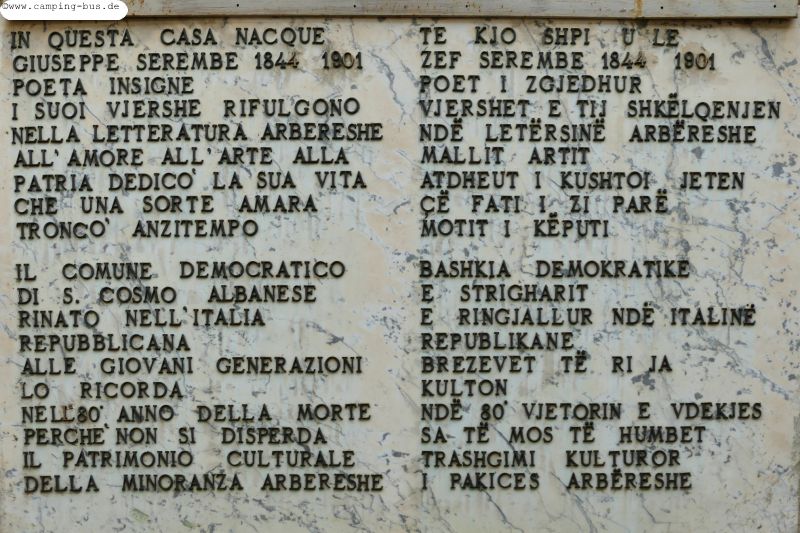 ©www.camping-bus.de
IN QUESTA CASA NACQUE
GIUSEPPE SEREMBE 1844 1901
POETA INSIGNE
I SUOI VJERSHE RIFULGONO
NELLA LETTERATURA ARBERESHE
ALL'AMORE ALL'ARTE ALLA
PATRIA DEDICO' LA SUA VITA
CHE UNA SORTE AMARA
TRONCO' ANZITEMPO
IL COMUNE DEMOCRATICO
DI S. COSMO ALBANESE
RINATO NELL'ITALIA
REPUBBLICANA
ALLE GIOVANI GENERAZIONI
LO RICORDA
NELL'80' ANNO DELLA MORTE
PERCHE' NON SI DISPERDA
IL PATRIMONIO CULTURALE
DELLA MINORANZA ARBERESHE
TE KJO SHPI U LE
ZEF SEREMBE 1844 1901
POET I ZGJEDHUR
VJERSHET E TIJ SHKËLQENJEN
NDË LETËRSINË ARBËRESHE
MALLIT ARTIT
ATDHEUT I KUSHTOI JETEN
ÇË FATI I ZI PARË
MOTIT I KËPUTI
BASHKIA DEMOKRATIKE
E STRIGHARIT
E RINGJALLUR NDË ITALINË
REPUBLIKANE
BREZEVET TË RI JA
KULTON
NDË 80' VJETORIN E VDEKJES
SA TË MOS TË HUMBET
TRASHGIMI KULTUROR
I PAKICES ARBËRESHE